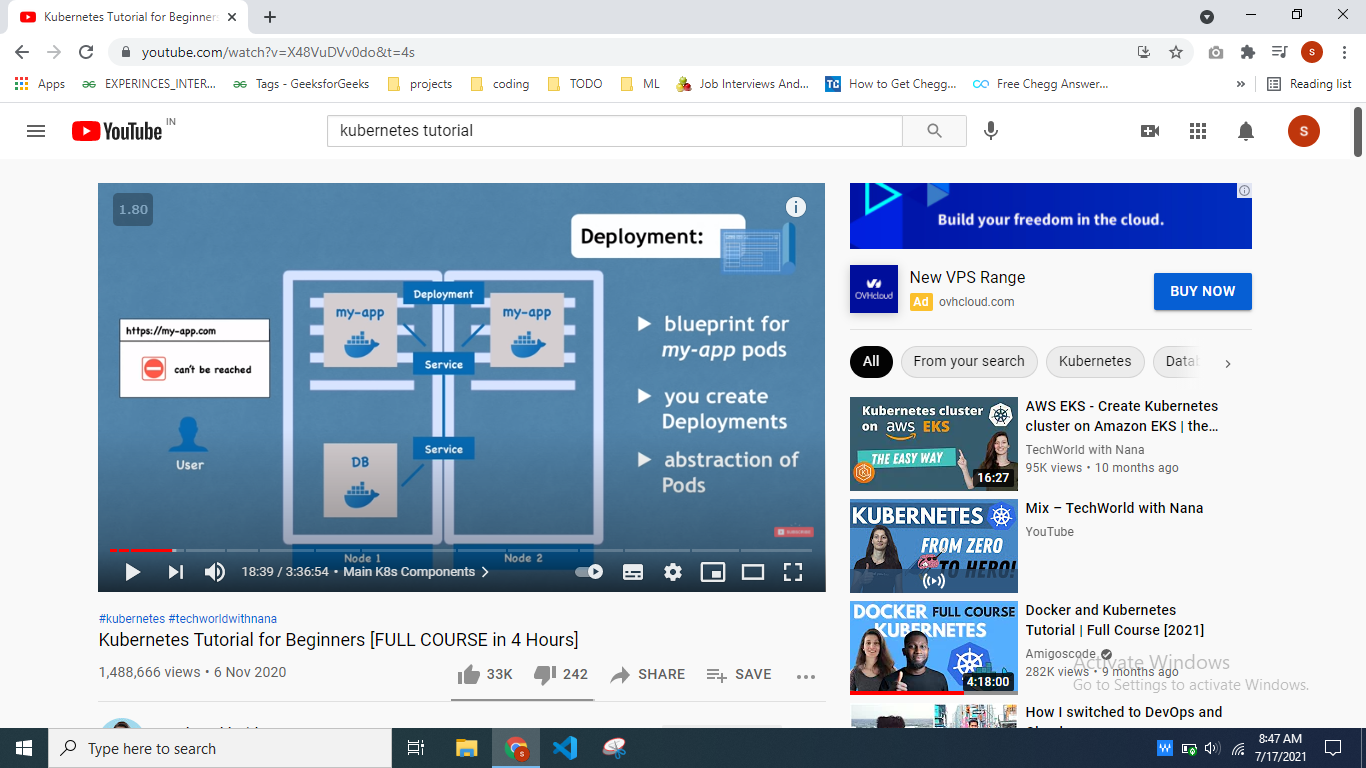 Kubernetes Tutorial for Beginners
youtube.com/watch?v=X48VuDVv0do&t=4s
Apps
EXPERINCES_INTER...
Tags - GeeksforGeeks
projects
coding
TODO
ML
Job Interviews And...
How to Get Chegg...
Free Chegg Answer...
»
Reading list
YouTube IN
kubernetes tutorial
S
1.80
Deployment:
Deployment
my-app
my-app
Service
https://my-app.com
can't be reached
User
Service
DB
Node 1
Node 2
blueprint for
my-app pods
you create
Deployments
abstraction of
Pods
SUBSCRIBE
18:39 / 3:36:54 • Main K8s Components
#kubernetes #techworldwithnana
Kubernetes Tutorial for Beginners [FULL COURSE in 4 Hours]
1,488,666 views • 6 Nov 2020
33K
242
SHARE
SAVE
Build your freedom in the cloud.
OVHcloud
New VPS Range
Ad ovhcloud.com
BUY NOW
All
From your search
Kubernetes
Kubernetes cluster
on aws EKS
THE EASY WAY
16:27
AWS EKS - Create Kubernetes
cluster on Amazon EKS | the...
TechWorld with Nana
95K views • 10 months ago
KUBERNETES
FROM ZERO
TO HERO!
Mix – TechWorld with Nana
YouTube
DOCKER FULL COURSE
KUBERNETES
4:18:00
Docker and Kubernetes
Tutorial | Full Course [2021]
Amigoscode
282K views • 9 months ago
How I switched to DevOps and
Activate Windows
Go to Settings to activate Windows.
Type here to search
8:47 AM
7/17/2021